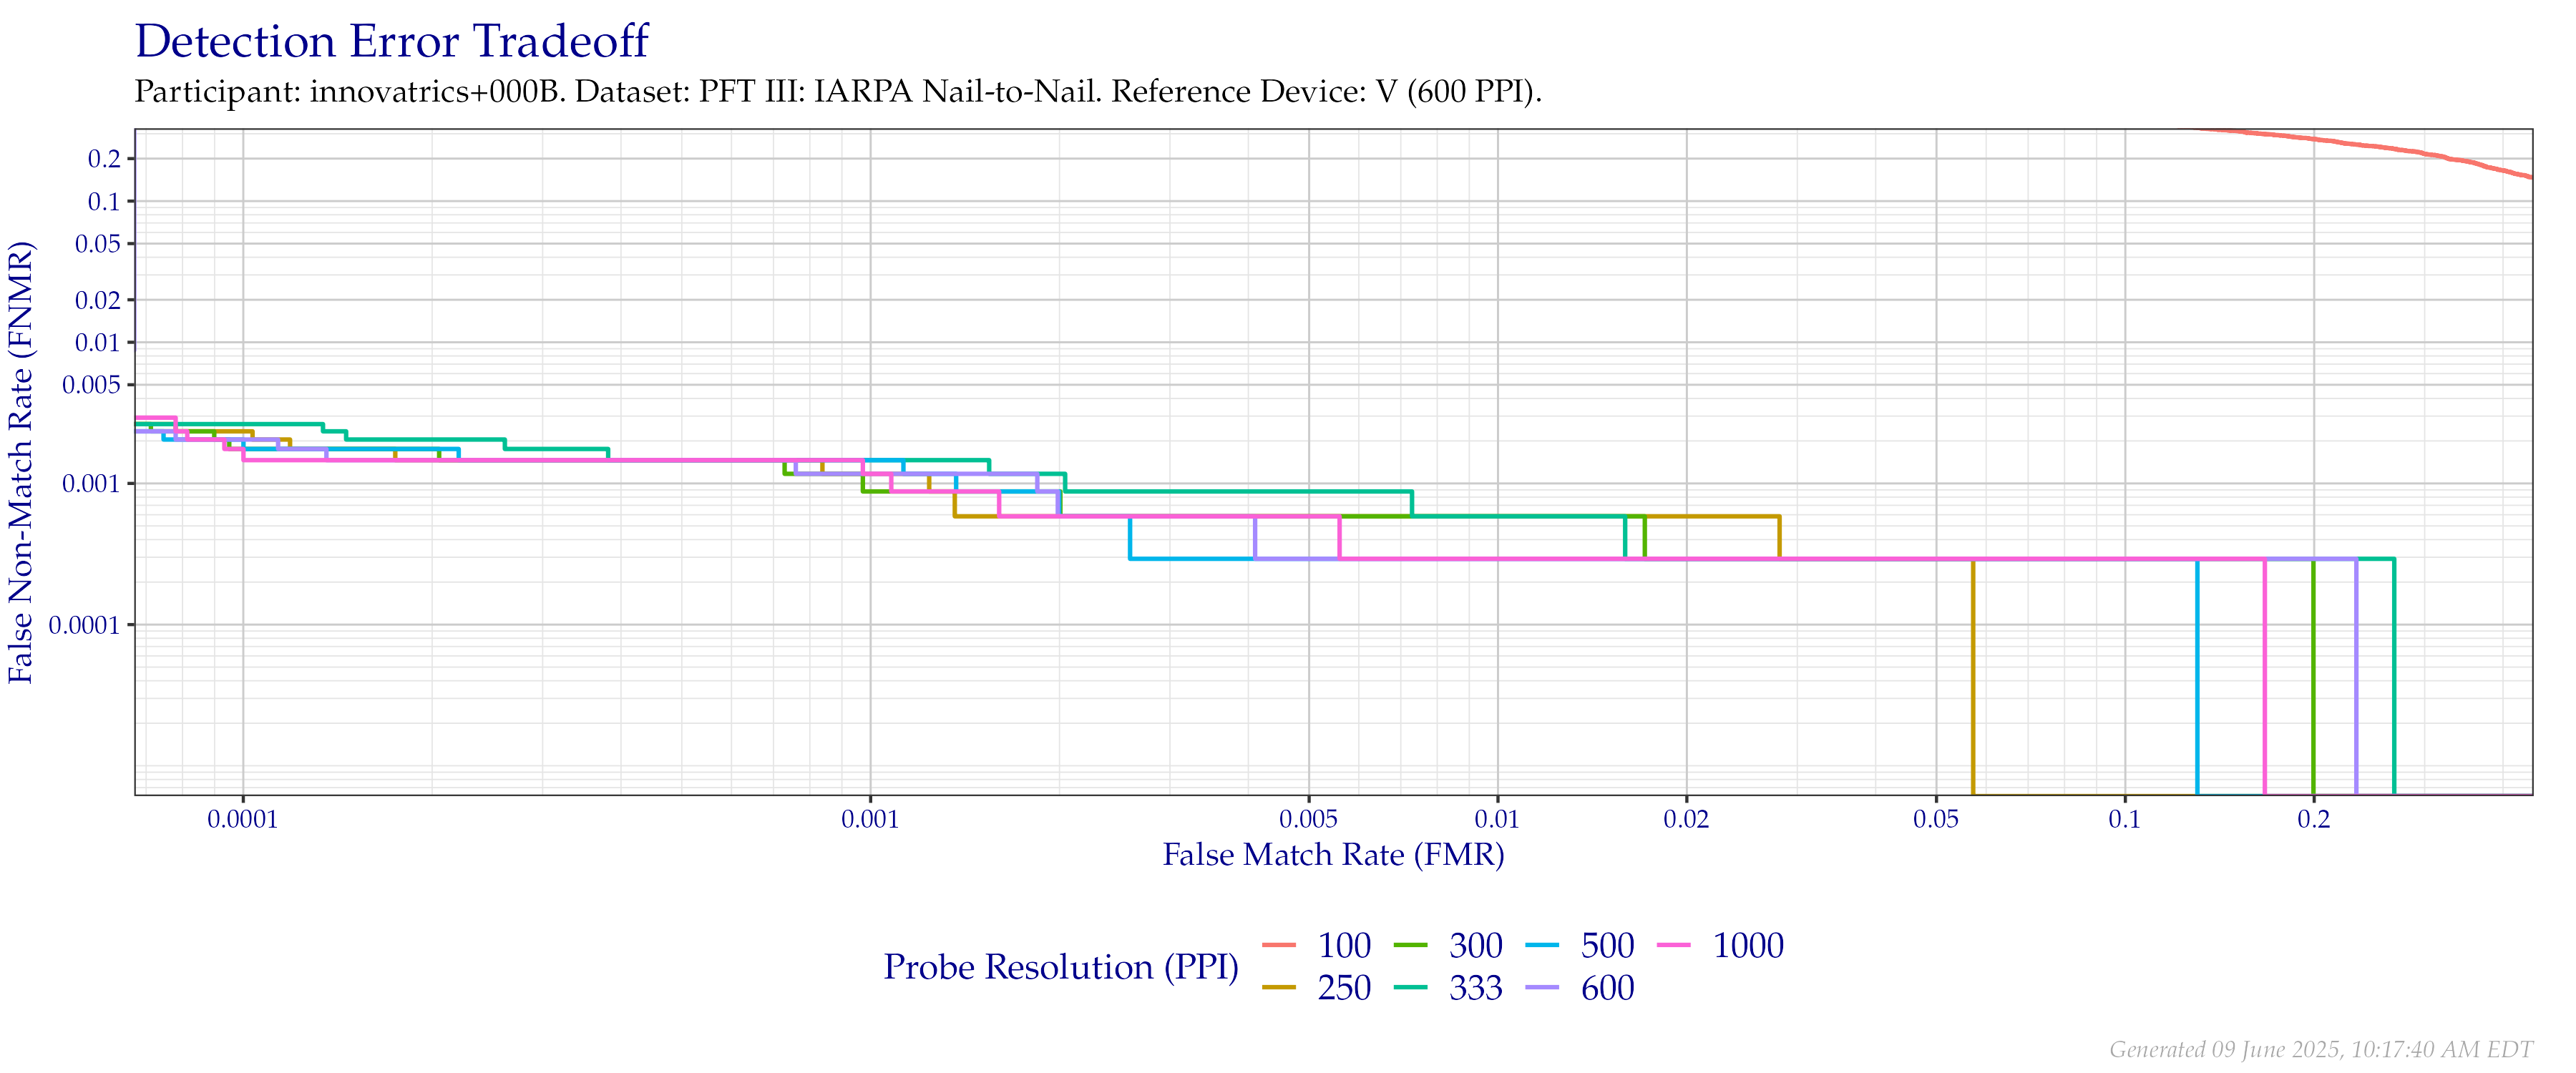 Detection Error Tradeoff
Participant: innovatrics+000B. Dataset: PFT III: IARPA Nail-to-Nail. Reference Device: V (600 PPI).
False Non-Match Rate (FNMR)
0.2
0.1
0.05
0.02
0.01
0.005
0.001
0.0001
0.0001 0.001 0.005 0.01 0.02 0.05 0.1 0.2
False Match Rate (FMR)
Probe Resolution (PPI)
100 300 500 1000
250 333 600
Generated 09 June 2025, 10:17:40 AM EDT